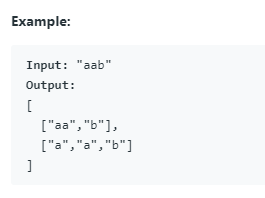 Example:
Input: "aab"
Output:
[
  ["aa","b"],
  ["a","a","b"]
]